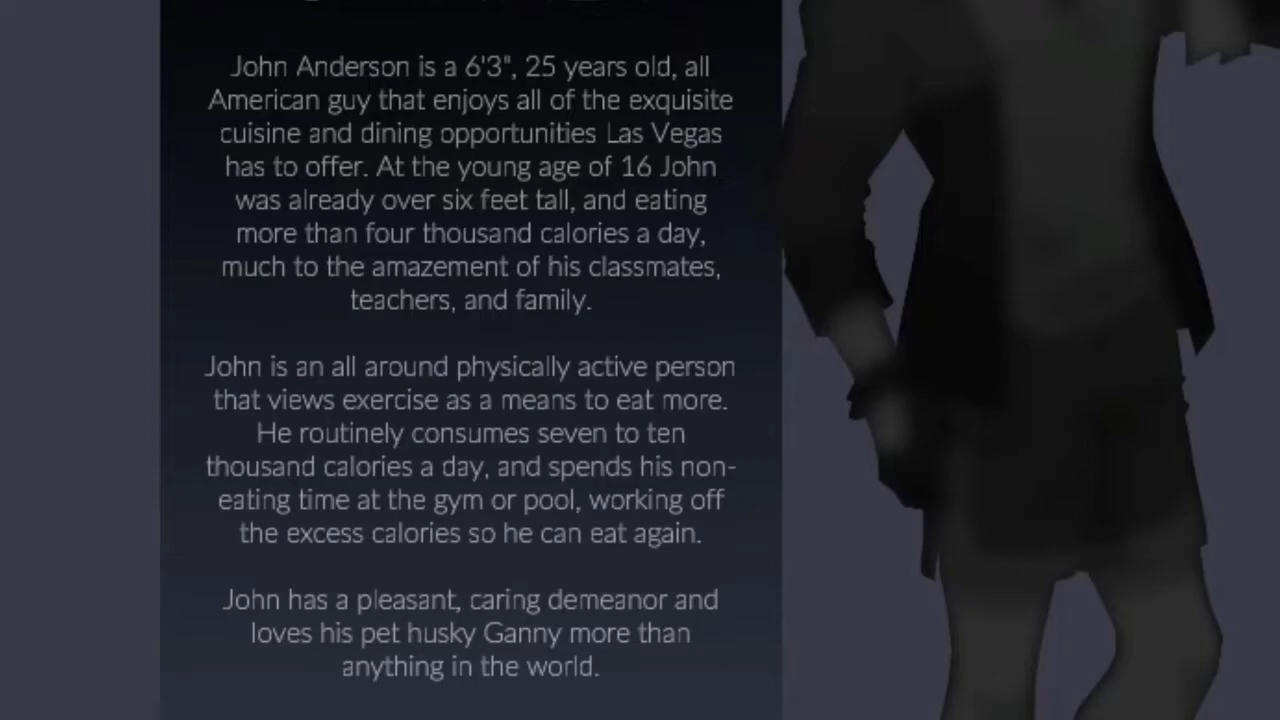 John Anderson is a 6'3", 25 years old, all
American guy that enjoys all of the exquisite
cuisine and dining opportunities Las Vegas
has to offer. At the young age of 16 John
was already over six feet tall, and eating
more than four thousand calories a day,
much to the amazement of his classmates,
teachers, and family.
John is an all around physically active person
that views exercise as a means to eat more.
He routinely consumes seven to ten
thousand calories a day, and spends his non-
eating time at the gym or pool, working off
the excess calories so he can eat again.
John has a pleasant, caring demeanor and
loves his pet husky Ganny more than
anything in the world.